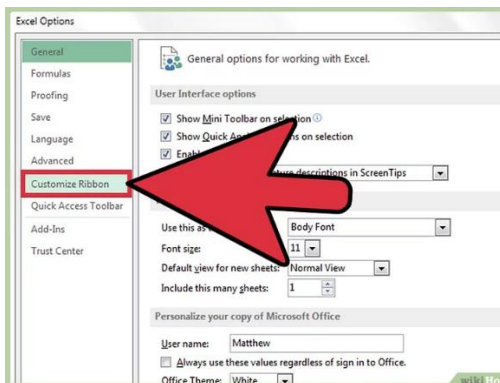 Excel Options
General
Formulas
Proofing
Save
Language
Advanced
Customize Ribbon
Quick Access Toolbar
Add-Ins
Trust Center
General options for working with Excel.
User Interface options
Show Mini Toolbar on selection
Show Quick on selection
descriptions in ScreenTips
Use this as Body Font
Font size: 11
Default view for new sheets: Normal View
Include this many sheets: 1
Personalize your copy of Microsoft Office
User name: Matthew
Always use these values regardless of sign in to Office.
Office Theme: White
wiki